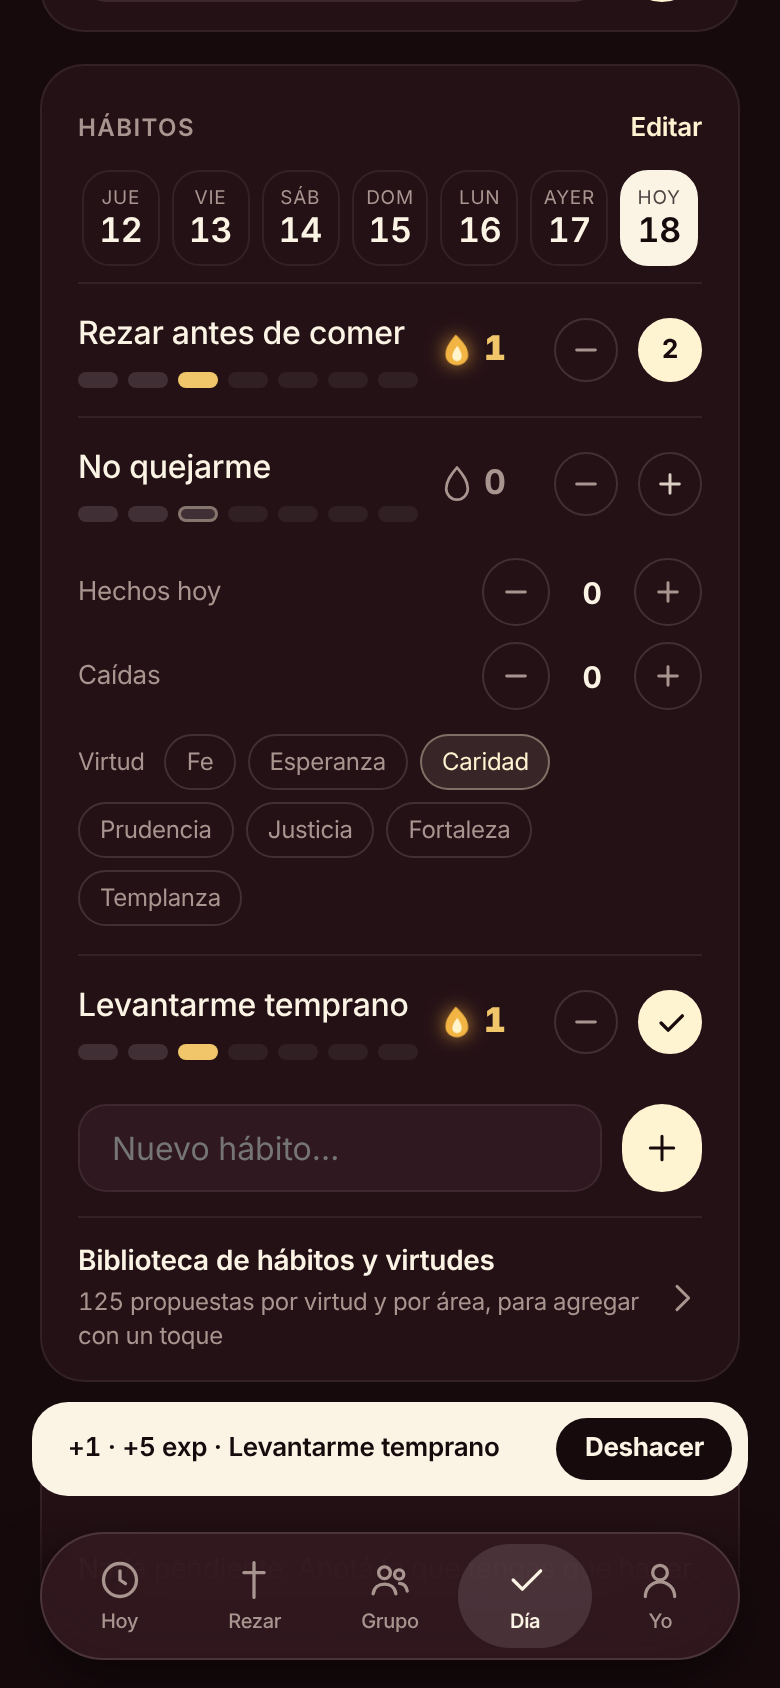 HÁBITOS Editar
JUE VIE SÁB DOM LUN AYER HOY
12 13 14 15 16 17 18
Rezar antes de comer 1 − 2
No quejarme 0 − +
Hechos hoy − 0 +
Caídas − 0 +
Virtud Fe Esperanza Caridad
Prudencia Justicia Fortaleza
Templanza
Levantarme temprano 1 −
Nuevo hábito...
+
Biblioteca de hábitos y virtudes
125 propuestas por virtud y por área, para agregar
con un toque
+1 · +5 exp · Levantarme temprano Deshacer
Hoy Rezar Grupo Día Yo